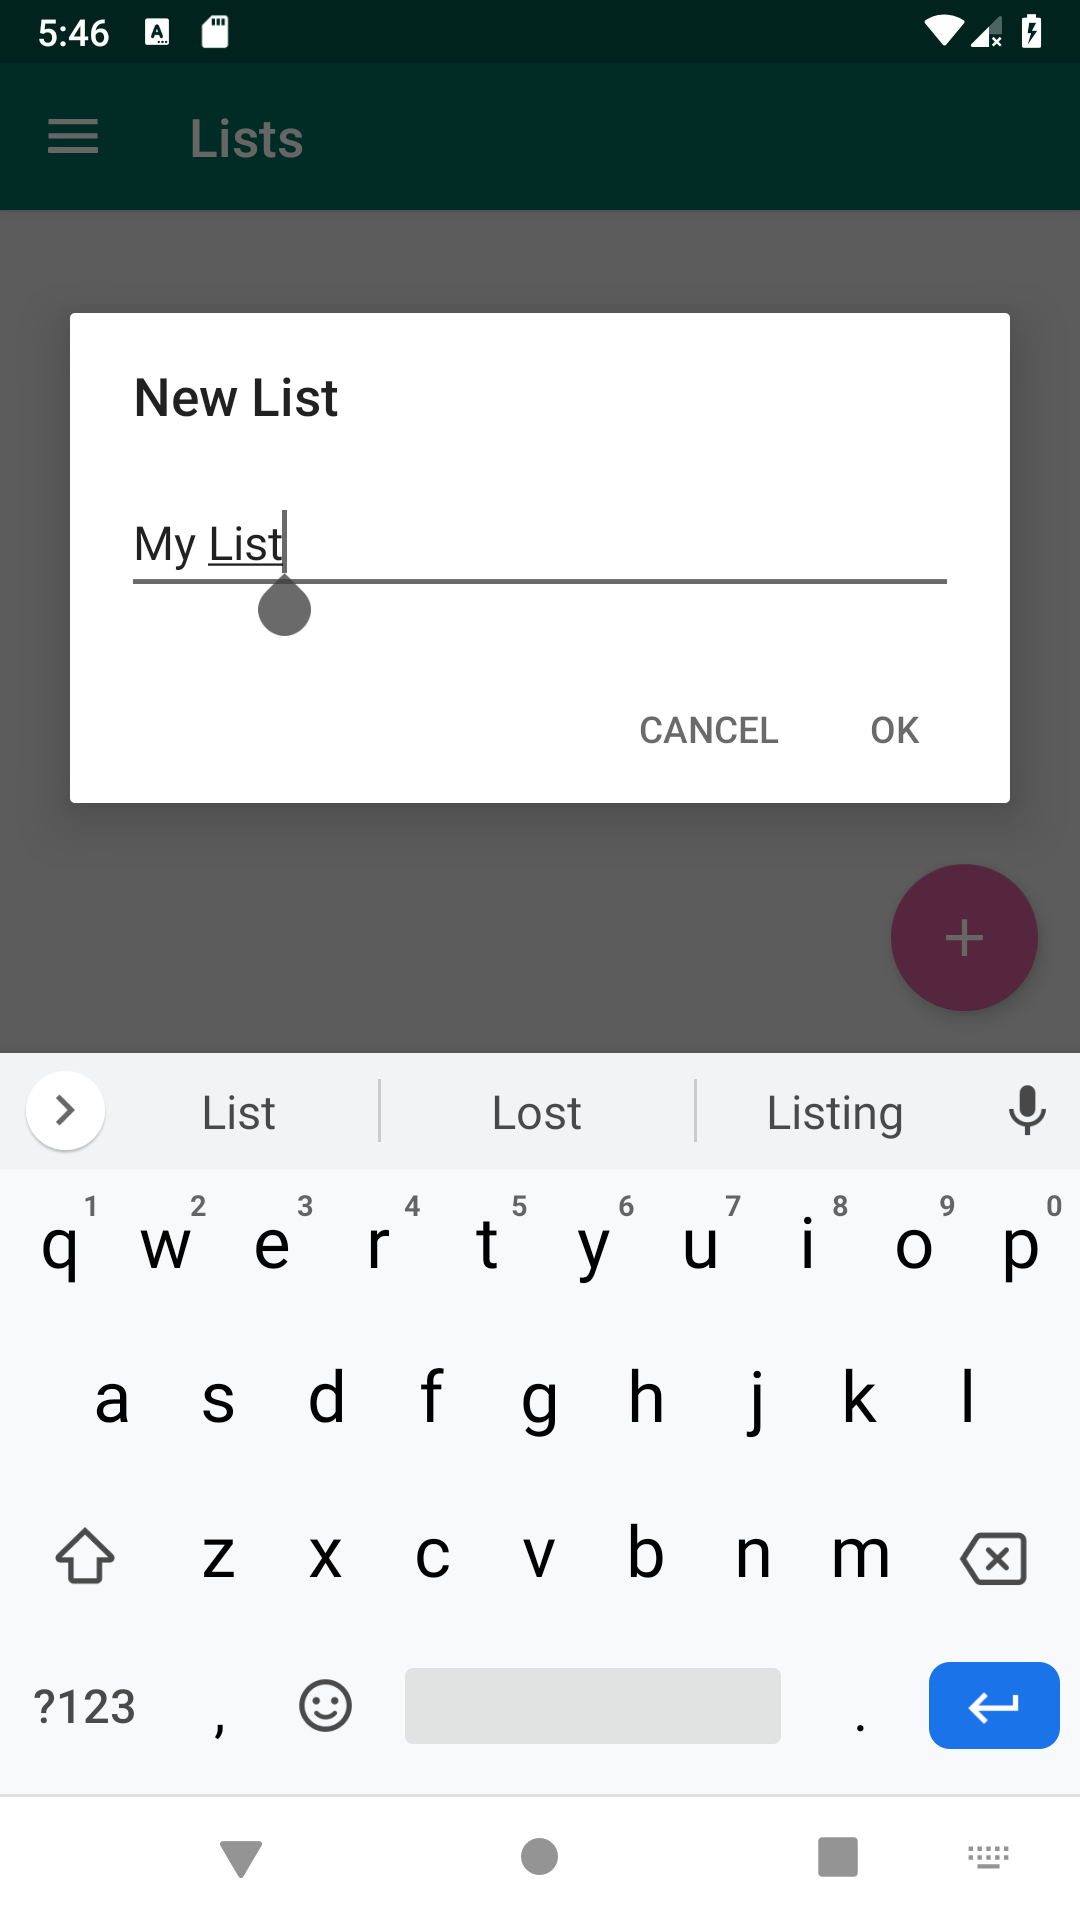 5:46
Lists
New List
My List
CANCEL OK
List Lost Listing
1 2 3 4 5 6 7 8 9 0
q w e r t y u i o p
a s d f g h j k l
z x c v b n m
?123 , .